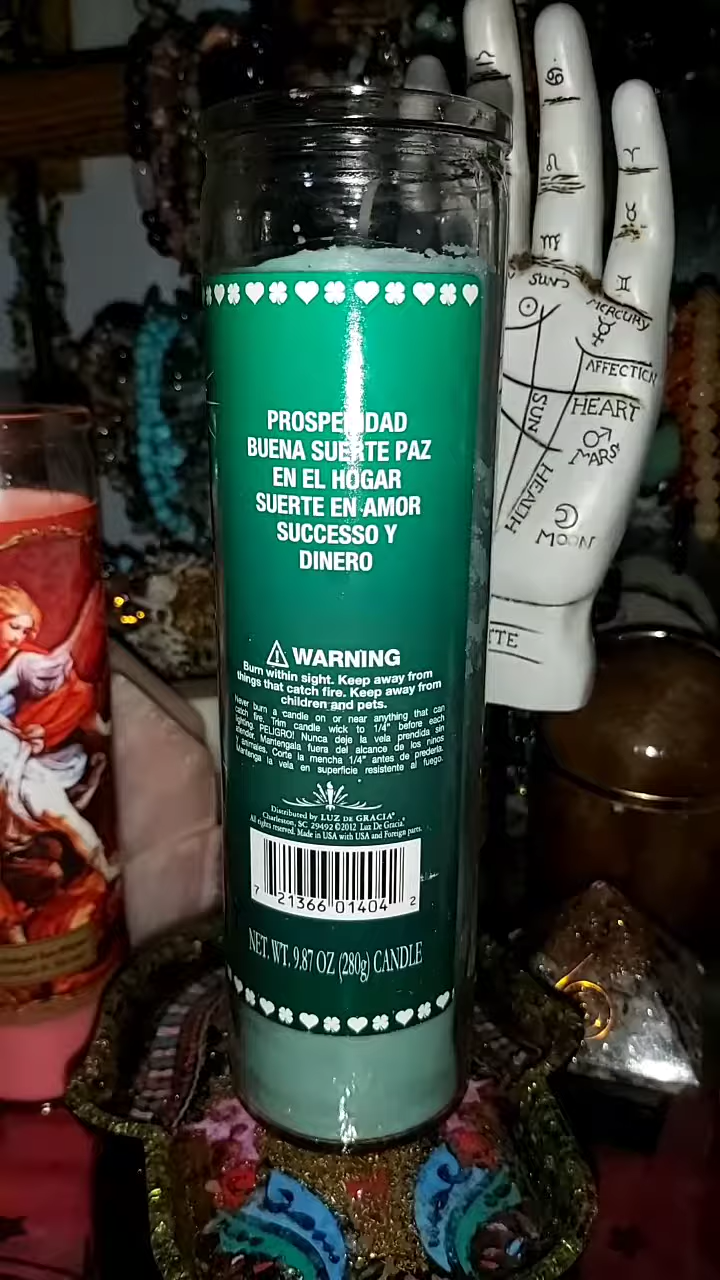 PROSPERIDAD
BUENA SUERTE PAZ
EN EL HOGAR
SUERTE EN AMOR
SUCCESSO Y
DINERO
WARNING
Burn within sight. Keep away from
things that catch fire. Keep away from
children and pets.
Never burn a candle on or near anything that can
catch fire. Trim candle wick to 1/4" before each
lighting. PELIGRO! Nunca deje la vela prendida sin
atender. Mantengala fuera del alcance de los ninos
y animales. Corte la mencha 1/4" antes de prederla.
Mantenga la vela en superficie resistente al fuego.
Distributed by LUZ DE GRACIA®
Charleston, SC 29492 ©2012 Luz De Gracia®
All rights reserved. Made in USA with USA and Foreign parts.
7 21366 01404 2
NET. WT. 9.87 OZ (280g) CANDLE
SUN
MERCURY
AFFECTION
HEART
SUN
MARS
HEALTH
MOON